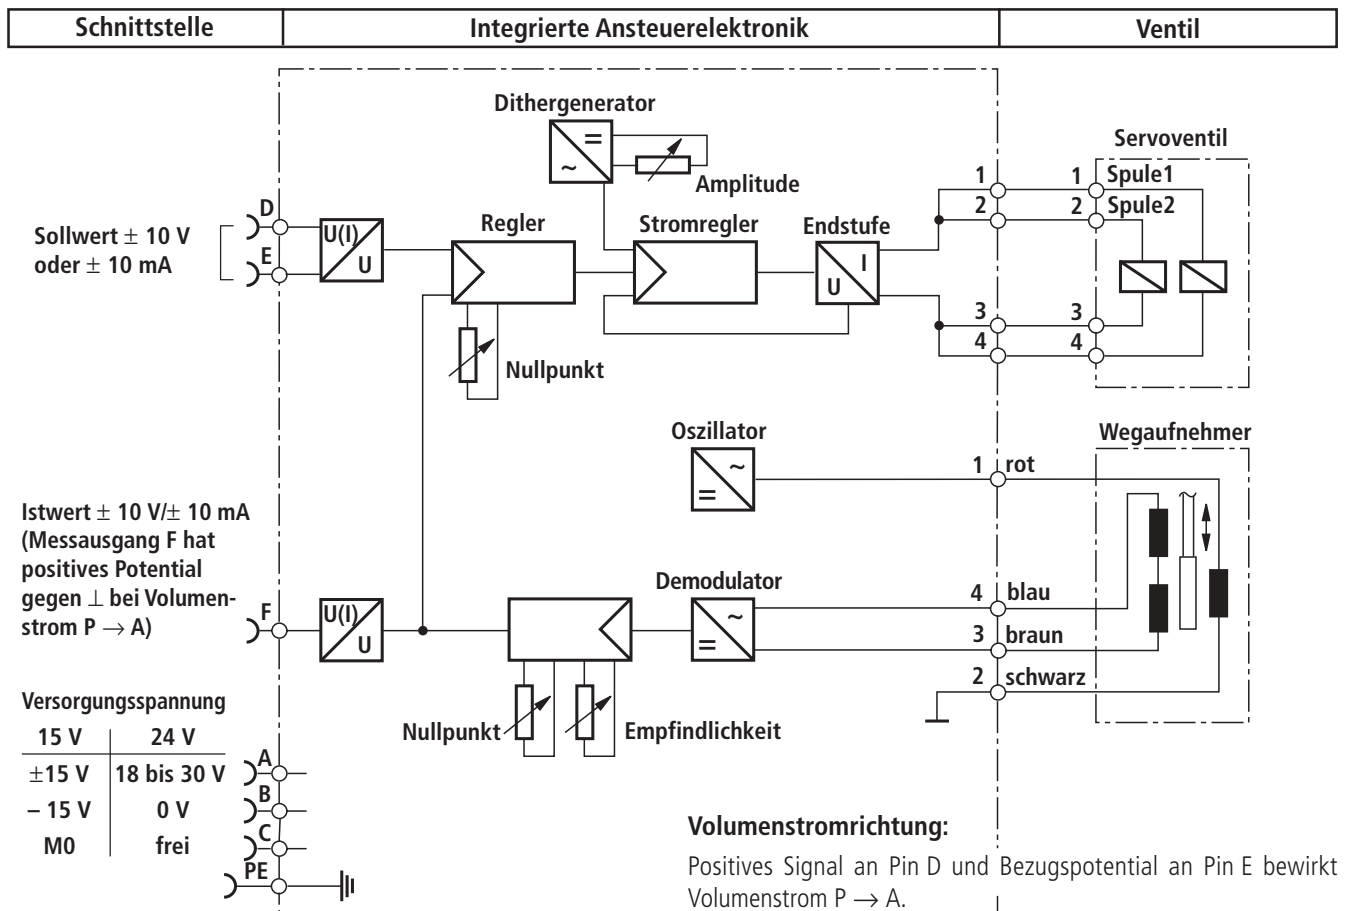 Schnittstelle
Integrierte Ansteuerelektronik
Ventil
Dithergenerator
=
~
Amplitude
Servoventil
1
1
Spule1
2
2
Spule2
D
Sollwert ± 10 V
oder ± 10 mA
E
U(I)
U
Regler
Stromregler
Endstufe
I
U
3
3
4
4
Nullpunkt
Oszillator
~
=
1
rot
Wegaufnehmer
Istwert ± 10 V/± 10 mA
(Messausgang F hat
positives Potential
gegen ⊥ bei Volumen-
strom P → A)
F
U(I)
U
Demodulator
~
=
4
blau
3
braun
2
schwarz
Nullpunkt
Empfindlichkeit
Versorgungsspannung
15 V
24 V
±15 V
18 bis 30 V
A
– 15 V
0 V
B
M0
frei
C
PE
Volumenstromrichtung:
Positives Signal an Pin D und Bezugspotential an Pin E bewirkt
Volumenstrom P → A.